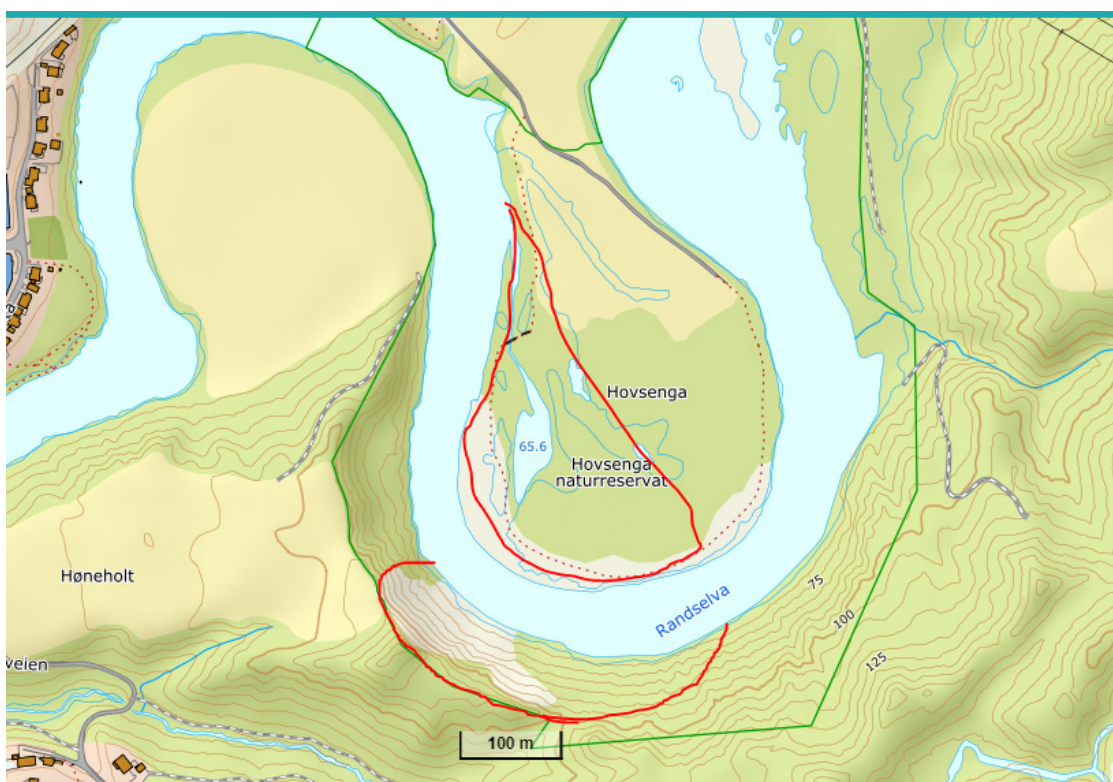 Hovsenga
65.6
Hovsenga
naturreservat
Høneholt
75
Randselva
100
125
veien
100 m